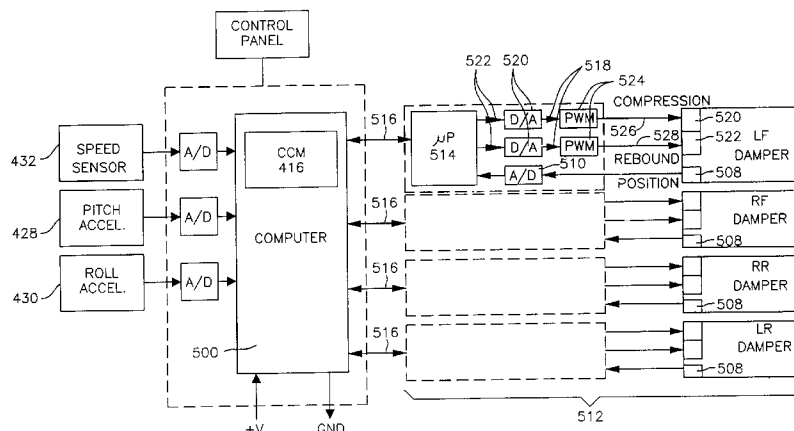 CONTROL
PANEL
432
SPEED
SENSOR
A/D
428
PITCH
ACCEL.
A/D
430
ROLL
ACCEL.
A/D
CCM
416
COMPUTER
500
+V
GND
516
516
516
516
µP
514
522
520
518
524
D/A
PWM
D/A
PWM
A/D
510
COMPRESSION
526
528
REBOUND
POSITION
520
522
508
LF
DAMPER
RF
DAMPER
508
RR
DAMPER
508
LR
DAMPER
508
512